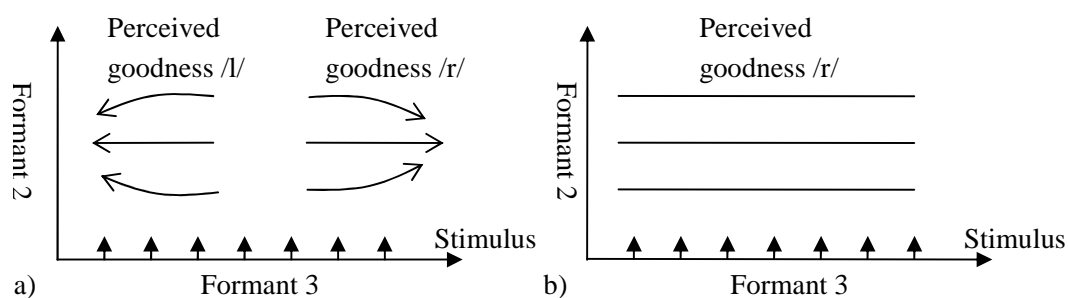 Perceived
goodness /l/
Perceived
goodness /r/
Formant 2
Stimulus
Formant 3
a)
Perceived
goodness /r/
Formant 2
Stimulus
Formant 3
b)